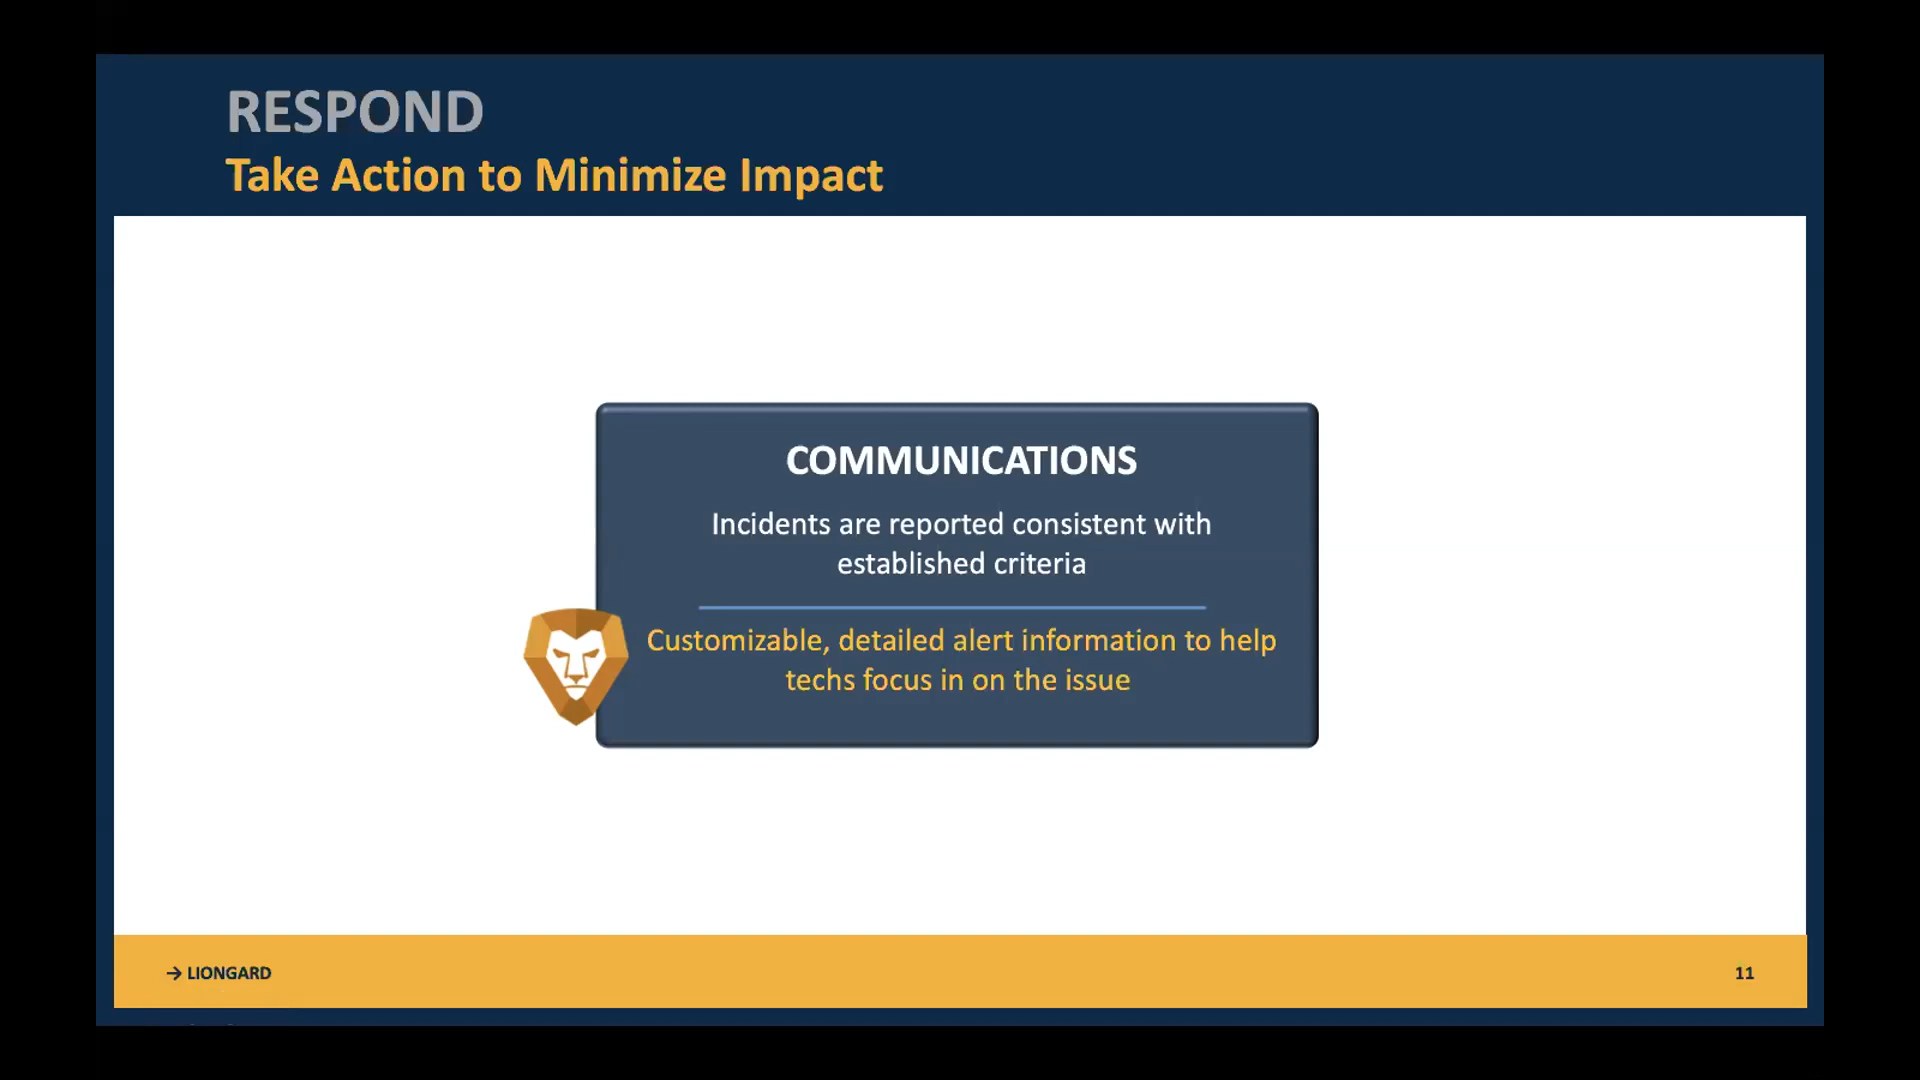 RESPOND
Take Action to Minimize Impact
COMMUNICATIONS
Incidents are reported consistent with
established criteria
Customizable, detailed alert information to help
techs focus in on the issue
→ LIONGARD
11